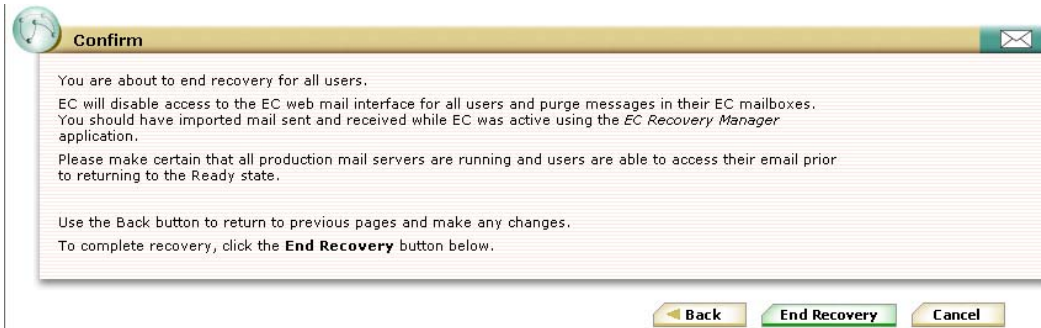 Confirm
You are about to end recovery for all users.
EC will disable access to the EC web mail interface for all users and purge messages in their EC mailboxes.
You should have imported mail sent and received while EC was active using the EC Recovery Manager
application.
Please make certain that all production mail servers are running and users are able to access their email prior
to returning to the Ready state.
Use the Back button to return to previous pages and make any changes.
To complete recovery, click the End Recovery button below.
Back End Recovery Cancel